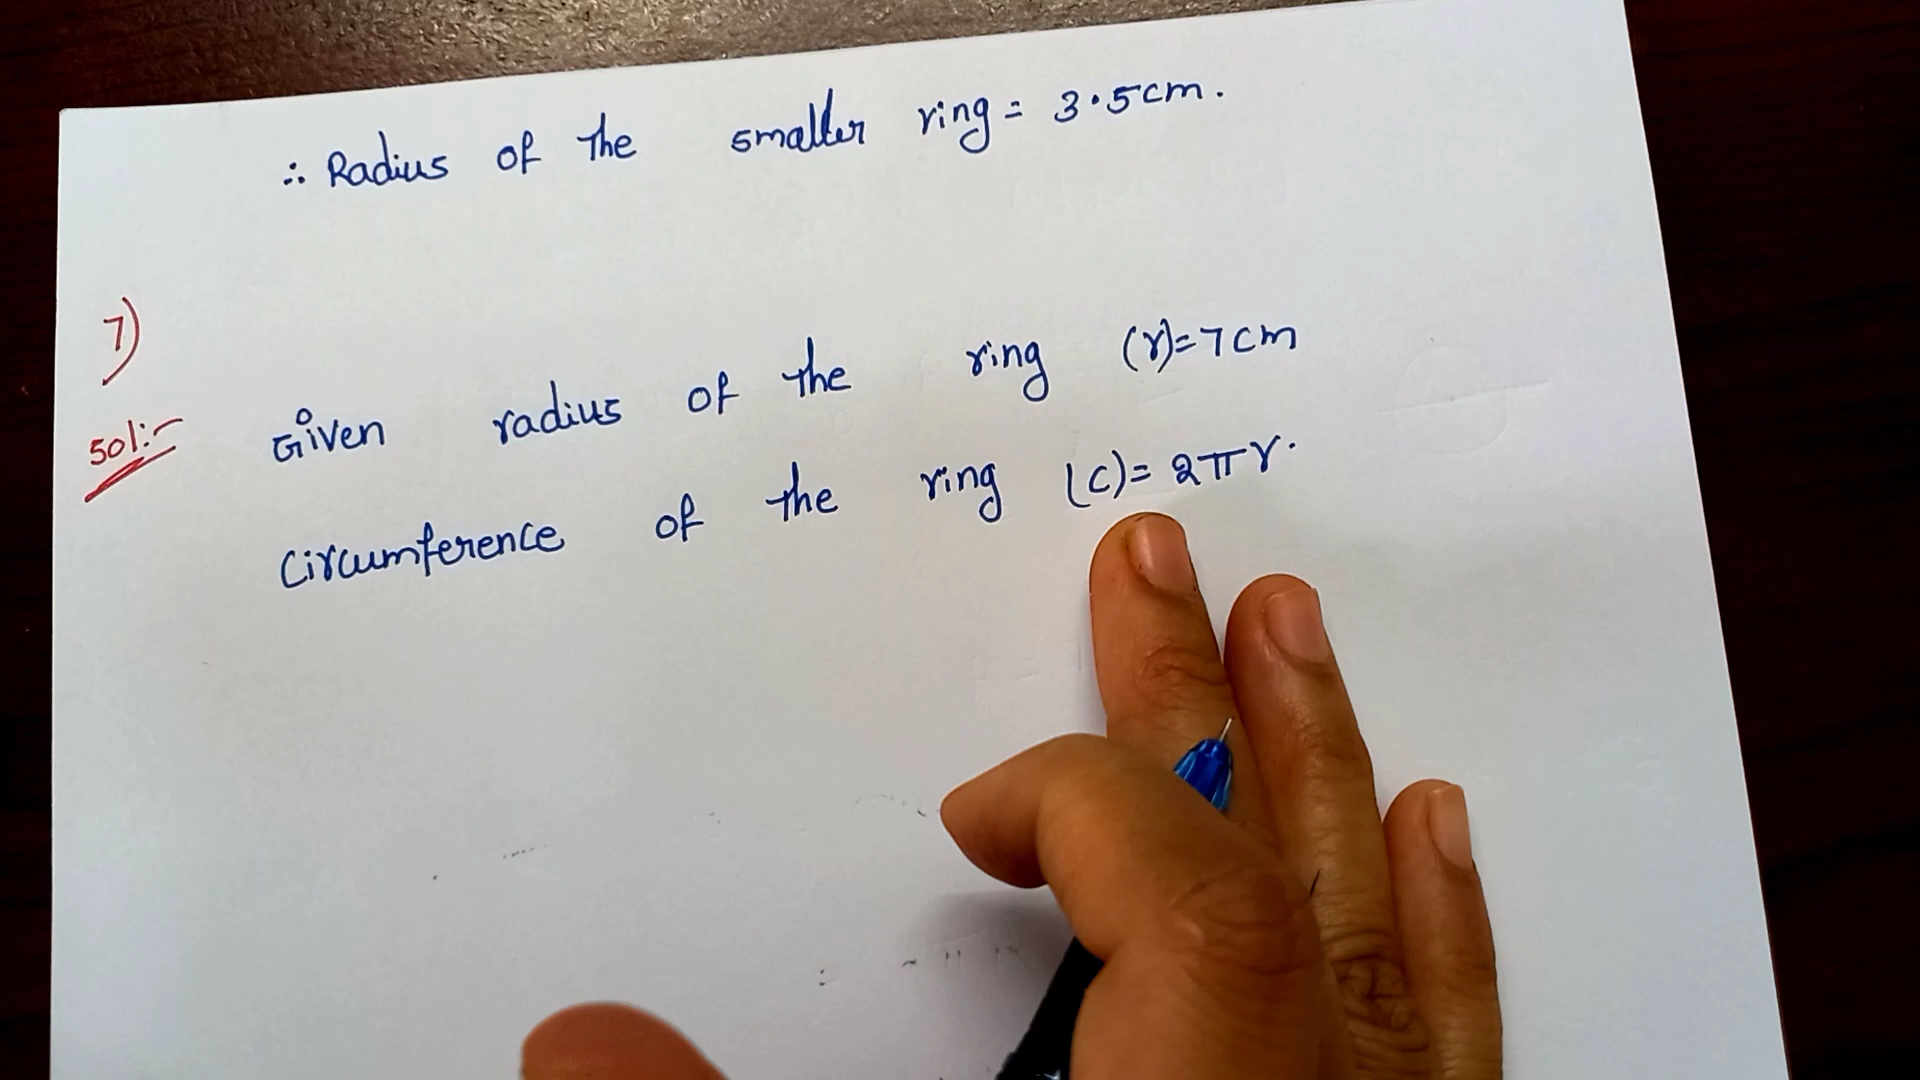 ∴ Radius of the smaller ring = 3.5cm.
7)
Sol:-
Given radius of the ring (r)=7cm
Circumference of the ring (C)= 2πr.